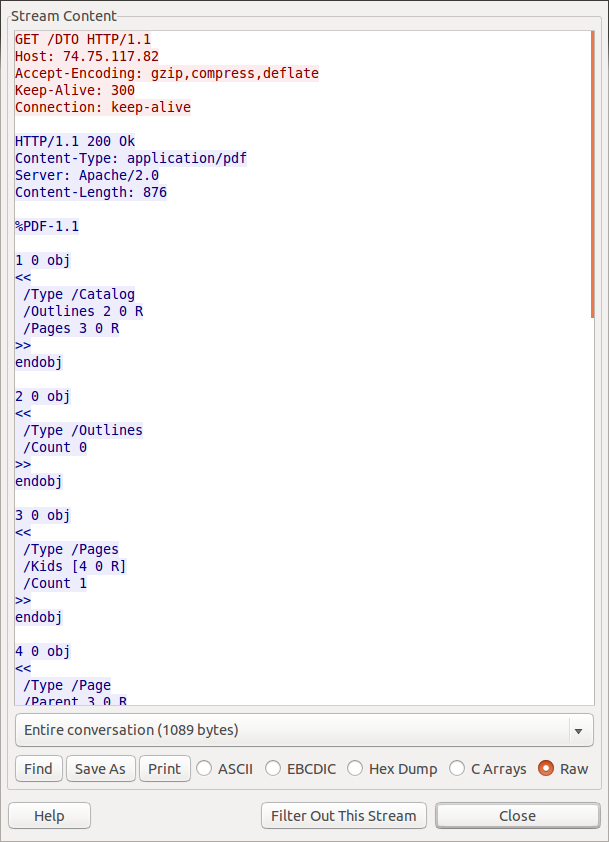 Stream Content
GET /DTO HTTP/1.1
Host: 74.75.117.82
Accept-Encoding: gzip,compress,deflate
Keep-Alive: 300
Connection: keep-alive
HTTP/1.1 200 Ok
Content-Type: application/pdf
Server: Apache/2.0
Content-Length: 876
%PDF-1.1
1 0 obj
<<
/Type /Catalog
/Outlines 2 0 R
/Pages 3 0 R
>>
endobj
2 0 obj
<<
/Type /Outlines
/Count 0
>>
endobj
3 0 obj
<<
/Type /Pages
/Kids [4 0 R]
/Count 1
>>
endobj
4 0 obj
<<
/Type /Page
/Parent 3 0 R
Entire conversation (1089 bytes)
Find Save As Print ASCII EBCDIC Hex Dump C Arrays Raw
Help Filter Out This Stream Close